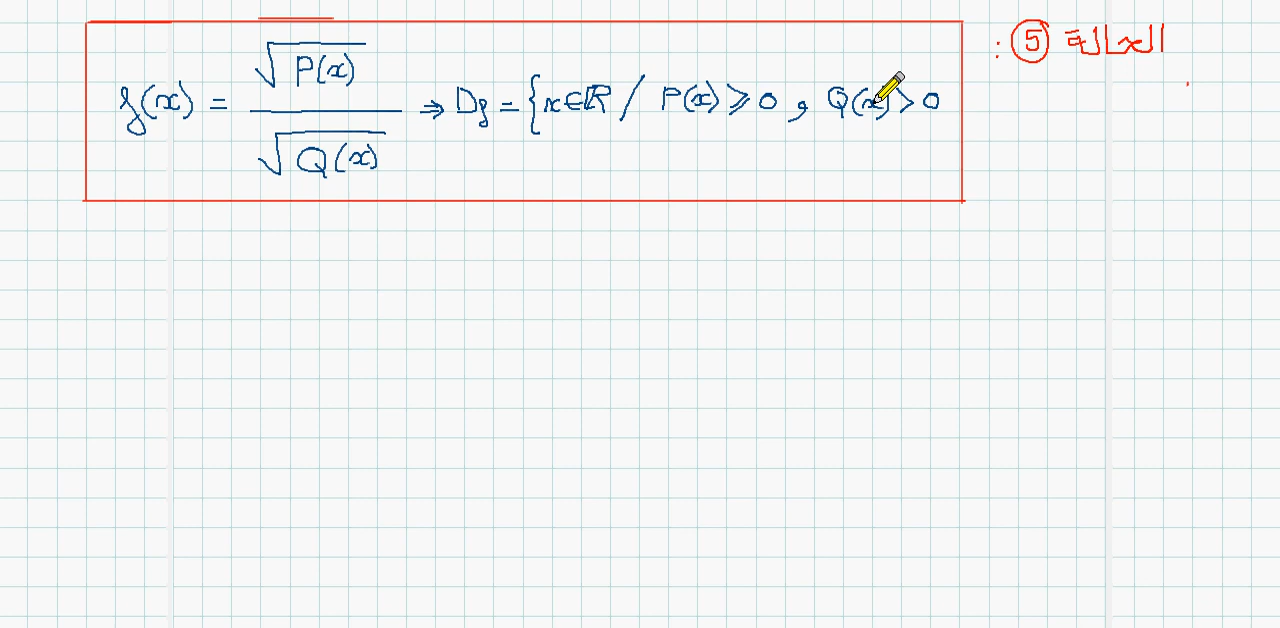 الحالة ⑤ :
f(x) = √P(x) / √Q(x) ⇒ Df = {x∈ℝ / P(x) ⩾ 0 , Q(x) > 0